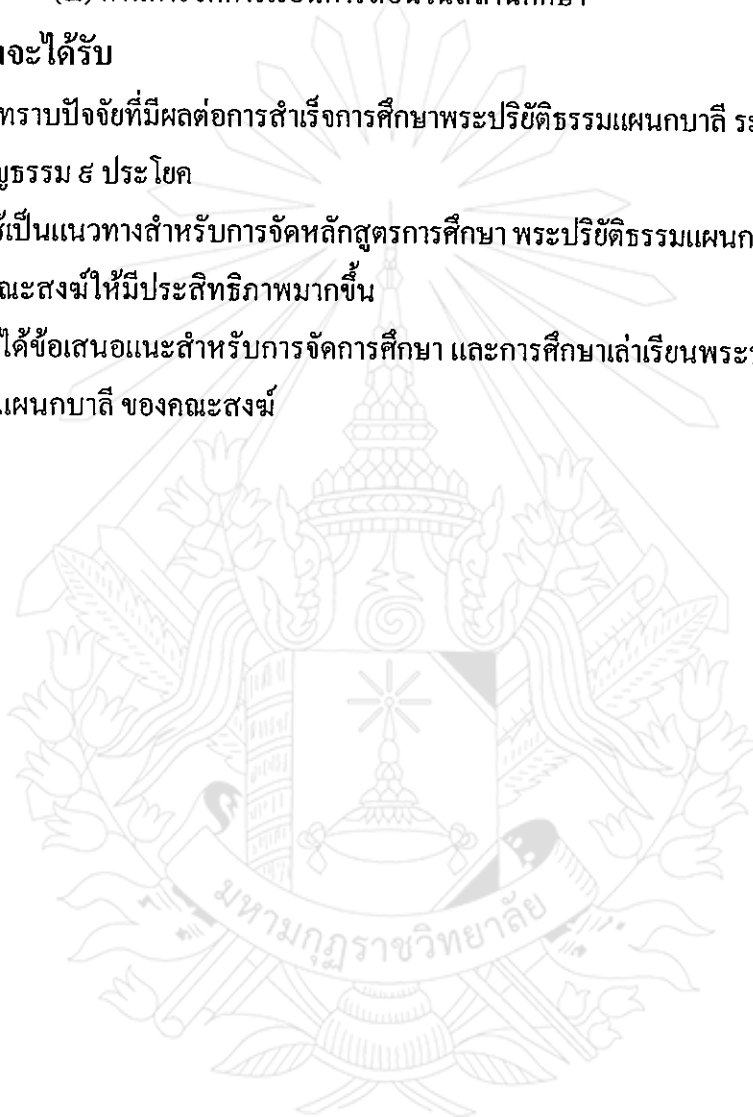 งจะได้รับ
ทราบปัจจัยที่มีผลต่อการสำเร็จการศึกษาพระปริยัติธรรมแผนกบาลี ระ
ญธรรม ๙ ประโยค
ช้เป็นแนวทางสำหรับการจัดหลักสูตรการศึกษา พระปริยัติธรรมแผนก
ณะสงฆ์ให้มีประสิทธิภาพมากขึ้น
ได้ข้อเสนอแนะสำหรับการจัดการศึกษา และการศึกษาเล่าเรียนพระ
แผนกบาลี ของคณะสงฆ์
มหามกุฏราชวิทยาลัย